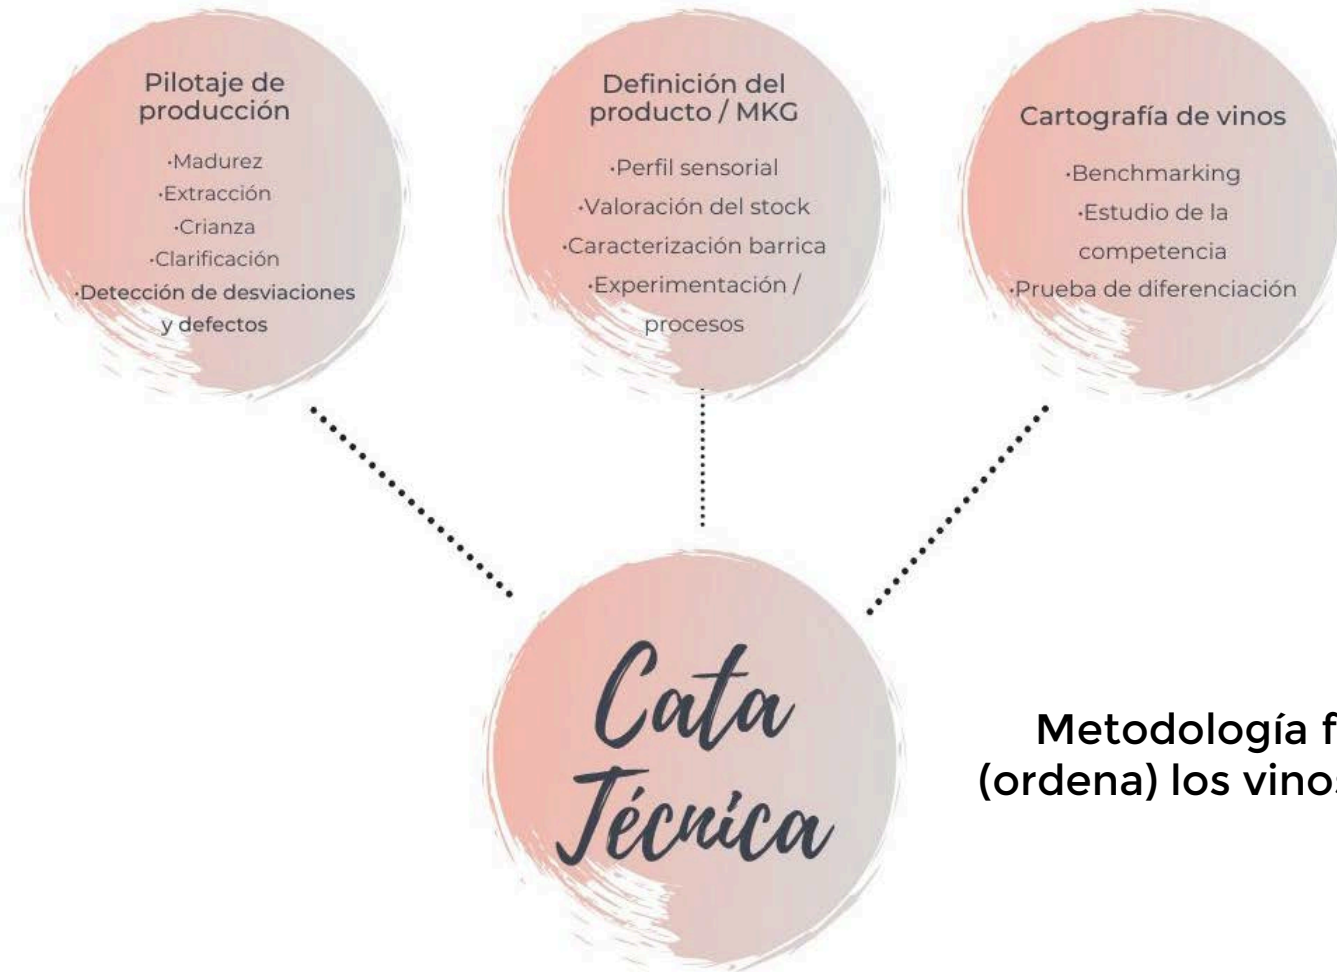 Pilotaje de
producción
·Madurez
·Extracción
·Crianza
·Clarificación
·Detección de desviaciones
y defectos
Definición del
producto / MKG
·Perfil sensorial
·Valoración del stock
·Caracterización barrica
·Experimentación /
procesos
Cartografía de vinos
·Benchmarking
·Estudio de la
competencia
·Prueba de diferenciación
Cata
Técnica
Metodología
(ordena) los vinos